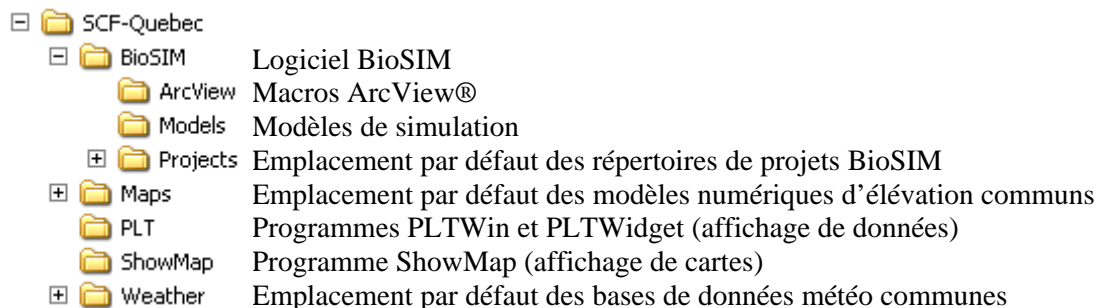 SCF-Quebec
BioSIM Logiciel BioSIM
ArcView Macros ArcView®
Models Modèles de simulation
Projects Emplacement par défaut des répertoires de projets BioSIM
Maps Emplacement par défaut des modèles numériques d’élévation communs
PLT Programmes PLTWin et PLTWidget (affichage de données)
ShowMap Programme ShowMap (affichage de cartes)
Weather Emplacement par défaut des bases de données météo communes